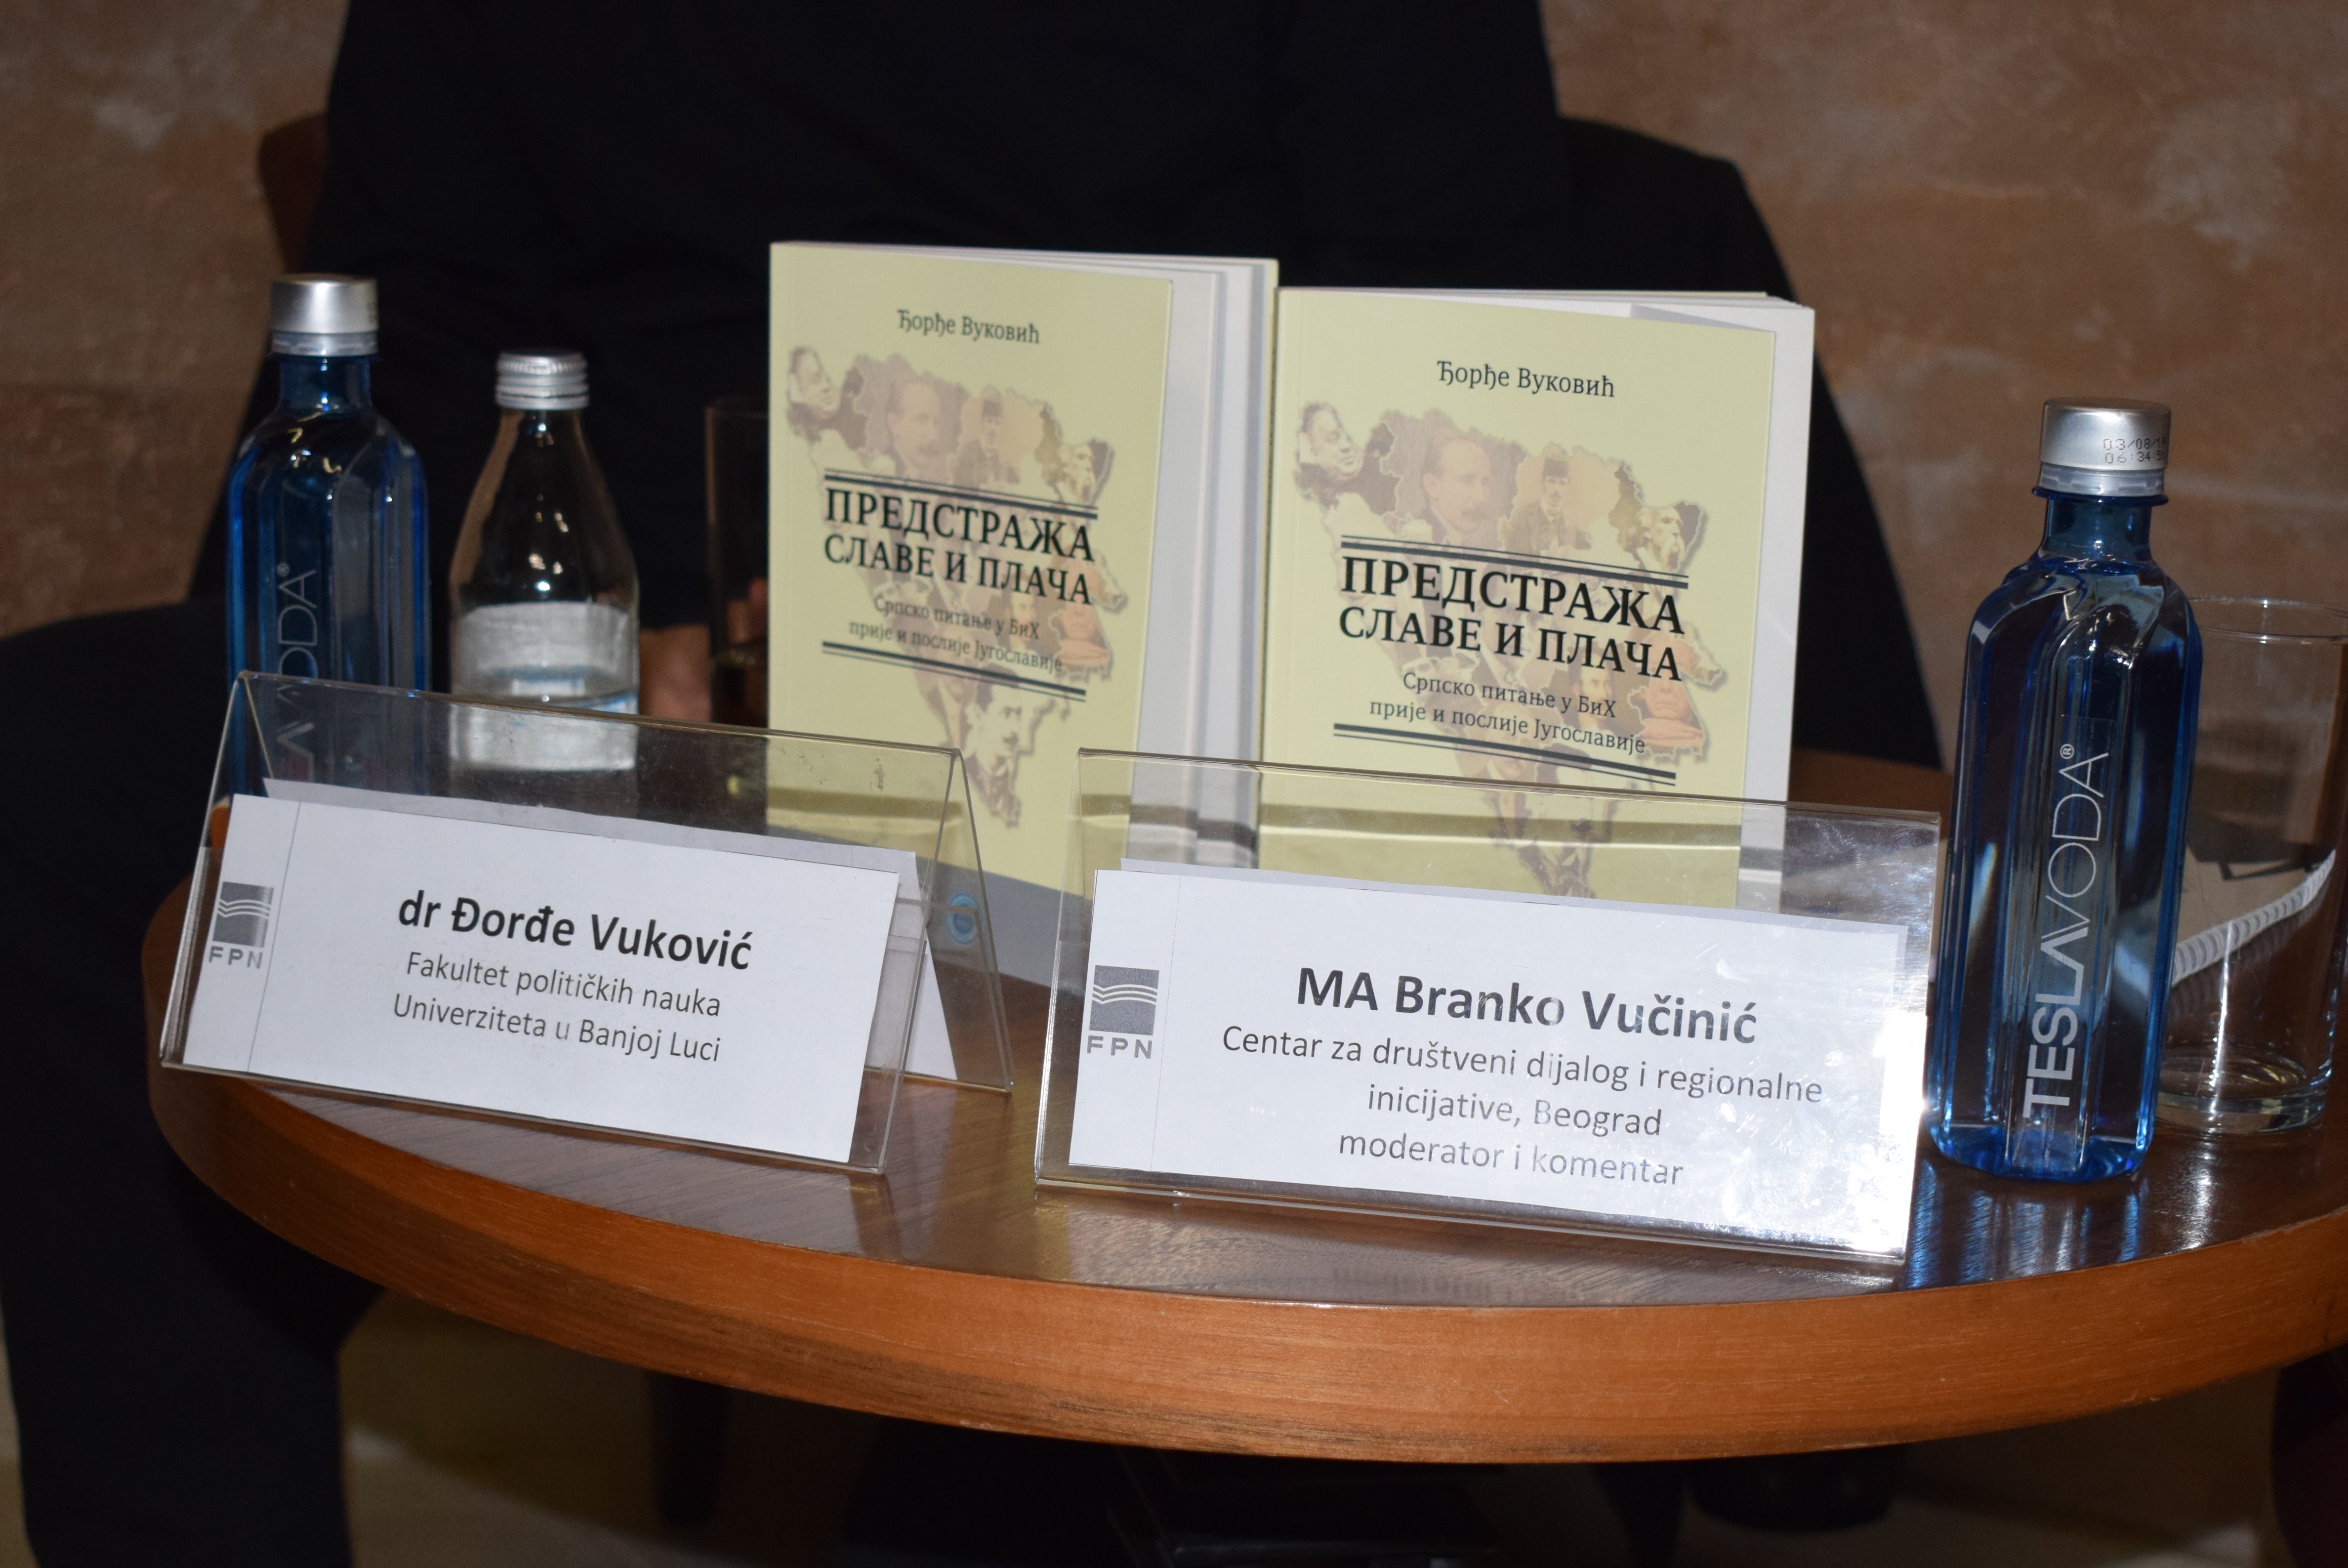 Ђорђе Вуковић
ПРЕДСТРАЖА
СЛАВЕ И ПЛАЧА
Српско питање у БиХ
прије и послије Југославије
Ђорђе Вуковић
ПРЕДСТРАЖА
СЛАВЕ И ПЛАЧА
Српско питање у БиХ
прије и послије Југославије
FPN
dr Đorđe Vuković
Fakultet političkih nauka
Univerziteta u Banjoj Luci
FPN
MA Branko Vučinić
Centar za društveni dijalog i regionalne
inicijative, Beograd
moderator i komentar
TESLAVODA®